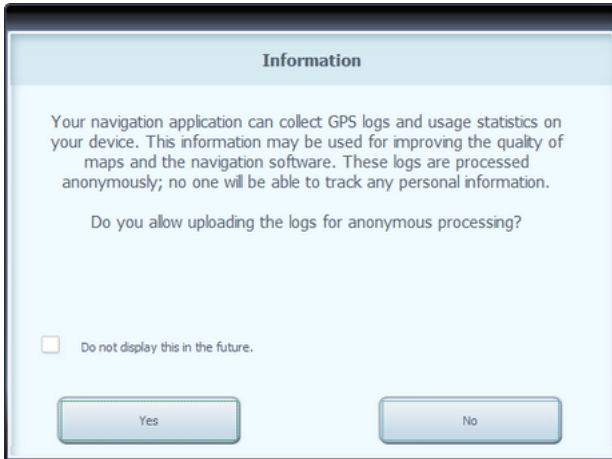 Information
Your navigation application can collect GPS logs and usage statistics on
your device. This information may be used for improving the quality of
maps and the navigation software. These logs are processed
anonymously; no one will be able to track any personal information.
Do you allow uploading the logs for anonymous processing?
Do not display this in the future.
Yes
No